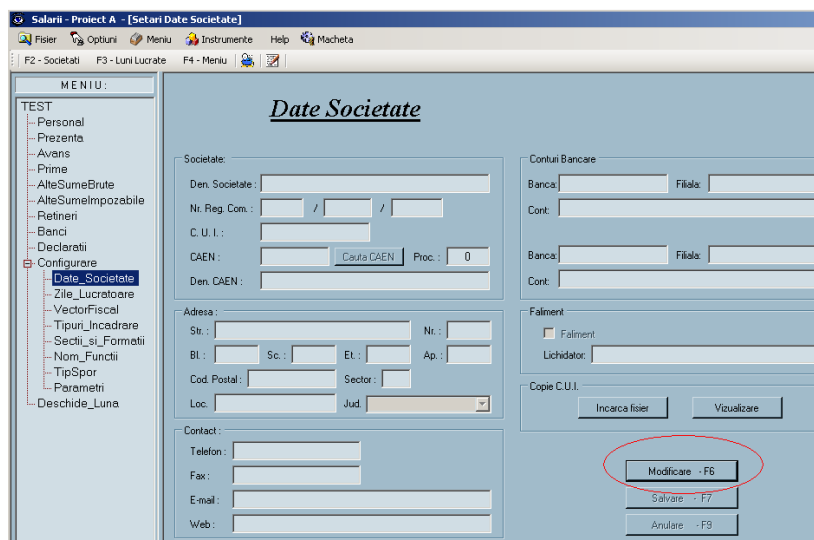 Salarii - Proiect A - [Setari Date Societate]
Fisier Optiuni Meniu Instrumente Help Macheta
F2 - Societati F3 - Luni Lucrate F4 - Meniu
M E N I U :
TEST
Personal
Prezenta
Avans
Prime
AlteSumeBrute
AlteSumeImpozabile
Retineri
Banci
Declaratii
Configurare
Date_Societate
Zile_Lucratoare
VectorFiscal
Tipuri_Incadrare
Sectii_si_Formatii
Nom_Functii
TipSpor
Parametri
Deschide_Luna
Date Societate
Societate:
Den. Societate :
Nr. Reg. Com. : / /
C. U. I. :
CAEN : Cauta CAEN Proc. : 0
Den. CAEN :
Adresa :
Str. : Nr. :
Bl. : Sc. : Et. : Ap. :
Cod. Postal : Sector :
Loc. Jud.
Contact :
Telefon :
Fax :
E-mail :
Web :
Conturi Bancare
Banca: Filiala:
Cont:
Banca: Filiala:
Cont:
Faliment
Faliment
Lichidator:
Copie C.U.I.
Incarca fisier Vizualizare
Modificare - F6
Salvare - F7
Anulare - F9